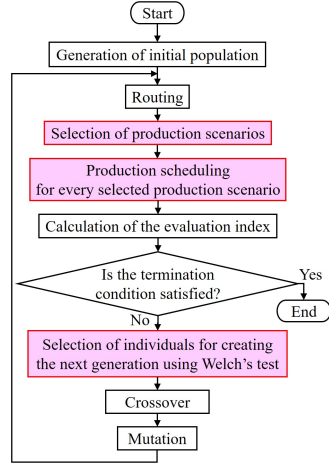 Start
Generation of initial population
Routing
Selection of production scenarios
Production scheduling
for every selected production scenario
Calculation of the evaluation index
Is the termination
condition satisfied?
Yes
End
No
Selection of individuals for creating
the next generation using Welch's test
Crossover
Mutation